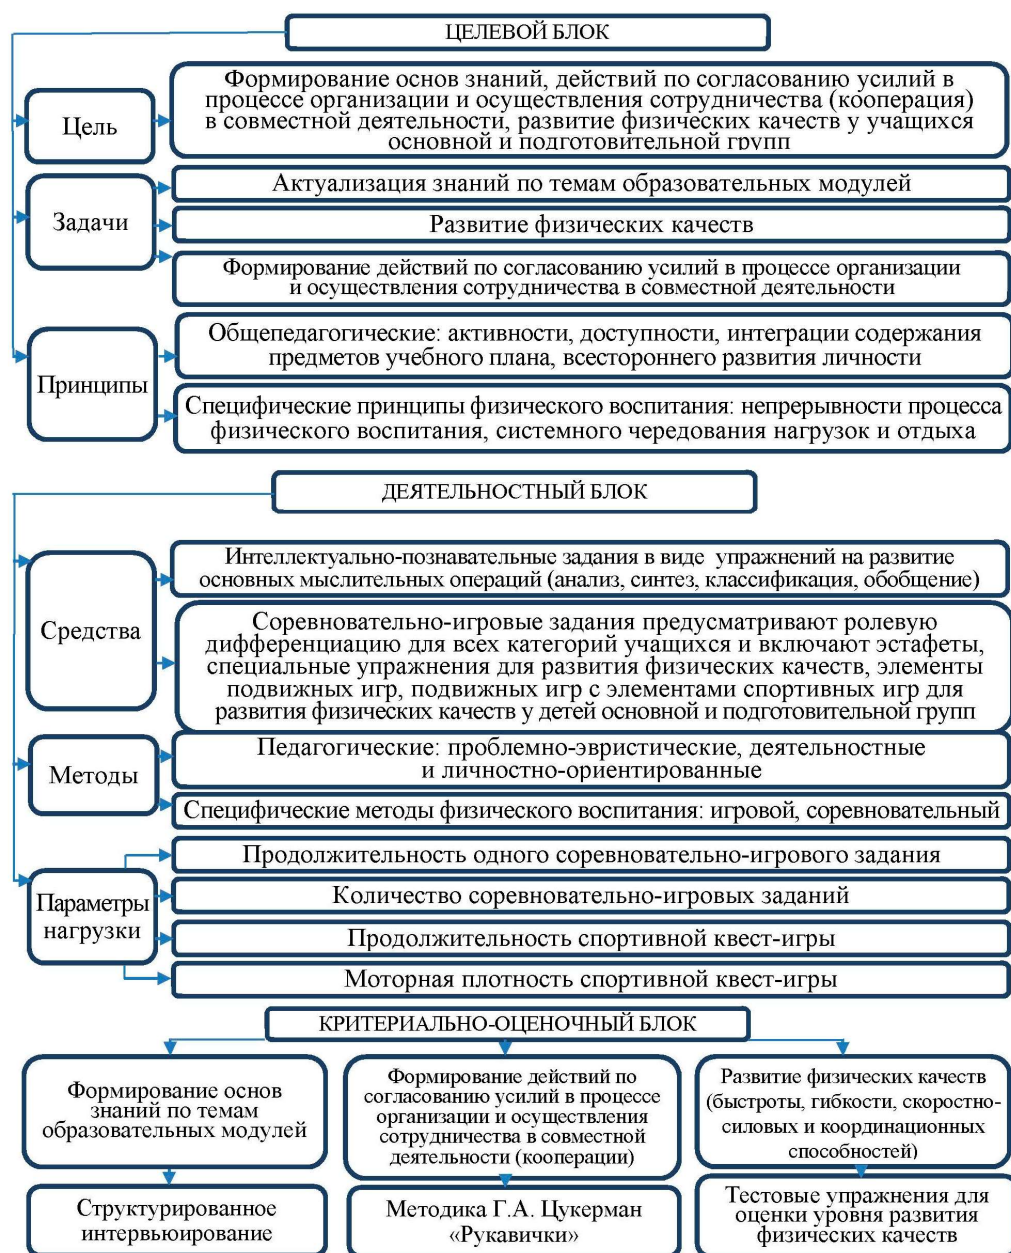 ЦЕЛЕВОЙ БЛОК
Цель
Формирование основ знаний, действий по согласованию усилий в
процессе организации и осуществления сотрудничества (кооперация)
в совместной деятельности, развитие физических качеств у учащихся
основной и подготовительной групп
Задачи
Актуализация знаний по темам образовательных модулей
Развитие физических качеств
Формирование действий по согласованию усилий в процессе организации
и осуществления сотрудничества в совместной деятельности
Принципы
Общепедагогические: активности, доступности, интеграции содержания
предметов учебного плана, всестороннего развития личности
Специфические принципы физического воспитания: непрерывности процесса
физического воспитания, системного чередования нагрузок и отдыха
ДЕЯТЕЛЬНОСТНЫЙ БЛОК
Средства
Интеллектуально-познавательные задания в виде упражнений на развитие
основных мыслительных операций (анализ, синтез, классификация, обобщение)
Соревновательно-игровые задания предусматривают ролевую
дифференциацию для всех категорий учащихся и включают эстафеты,
специальные упражнения для развития физических качеств, элементы
подвижных игр, подвижных игр с элементами спортивных игр для
развития физических качеств у детей основной и подготовительной групп
Методы
Педагогические: проблемно-эвристические, деятельностные
и личностно-ориентированные
Специфические методы физического воспитания: игровой, соревновательный
Параметры
нагрузки
Продолжительность одного соревновательно-игрового задания
Количество соревновательно-игровых заданий
Продолжительность спортивной квест-игры
Моторная плотность спортивной квест-игры
КРИТЕРИАЛЬНО-ОЦЕНОЧНЫЙ БЛОК
Формирование основ
знаний по темам
образовательных модулей
Формирование действий по
согласованию усилий в процессе
организации и осуществления
сотрудничества в совместной
деятельности (кооперации)
Развитие физических качеств
(быстроты, гибкости, скоростно-
силовых и координационных
способностей)
Структурированное
интервьюирование
Методика Г.А. Цукерман
«Рукавички»
Тестовые упражнения для
оценки уровня развития
физических качеств